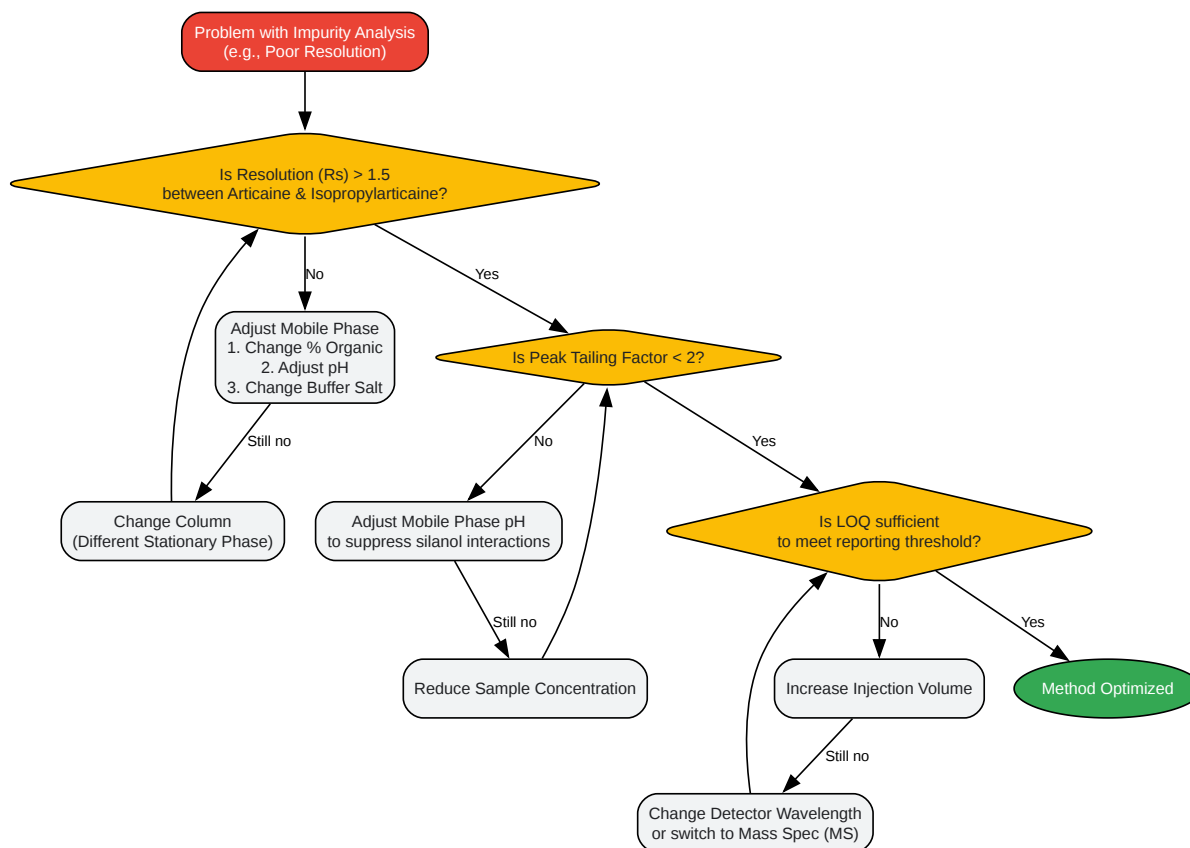 Problem with Impurity Analysis
(e.g., Poor Resolution)
Is Resolution (Rs) > 1.5
between Articaine & Isopropylarticaine?
No
Yes
Adjust Mobile Phase
1. Change % Organic
2. Adjust pH
3. Change Buffer Salt
Is Peak Tailing Factor < 2?
Still no
No
Yes
Change Column
(Different Stationary Phase)
Adjust Mobile Phase pH
to suppress silanol interactions
Is LOQ sufficient
to meet reporting threshold?
Still no
No
Yes
Reduce Sample Concentration
Increase Injection Volume
Method Optimized
Still no
Change Detector Wavelength
or switch to Mass Spec (MS)